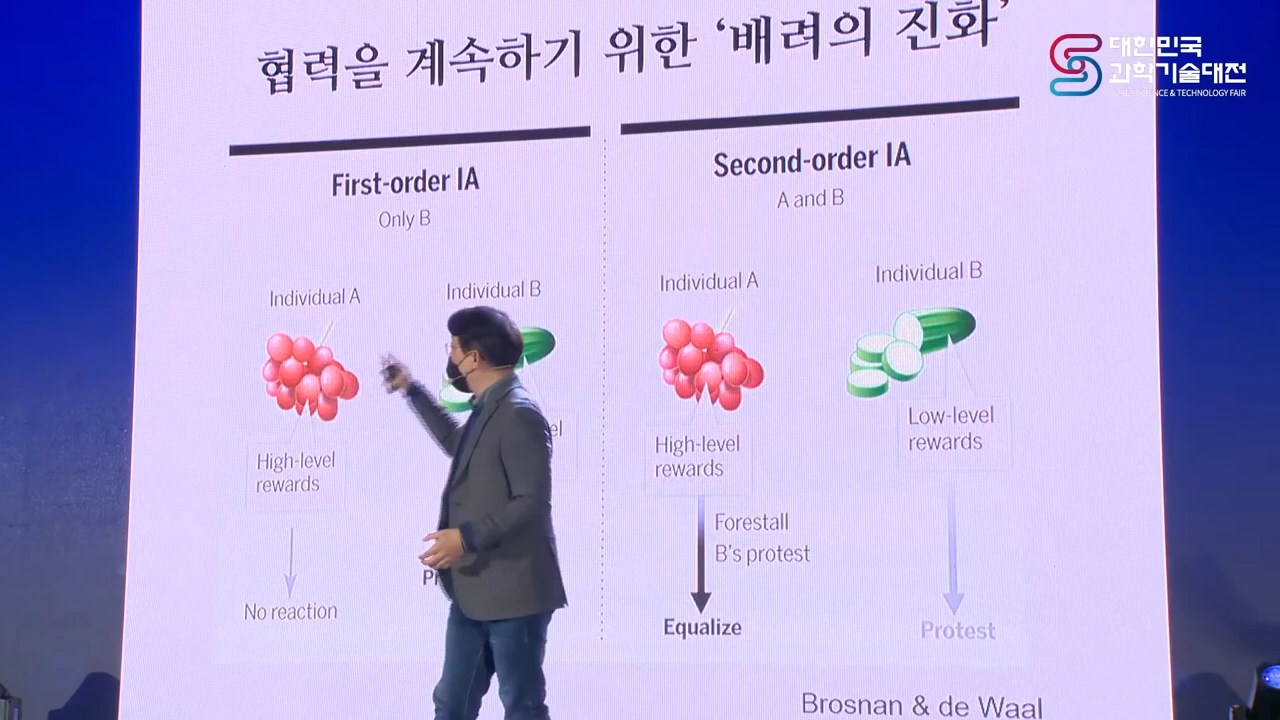 협력을 계속하기 위한 ‘배려의 진화’
대한민국
과학기술대전
& TECHNOLOGY FAIR
First-order IA
Only B
Individual A
Individual B
High-level
rewards
No reaction
Second-order IA
A and B
Individual A
Individual B
High-level
rewards
Low-level
rewards
Forestall
B's protest
Equalize
Protest
Brosnan & de Waal